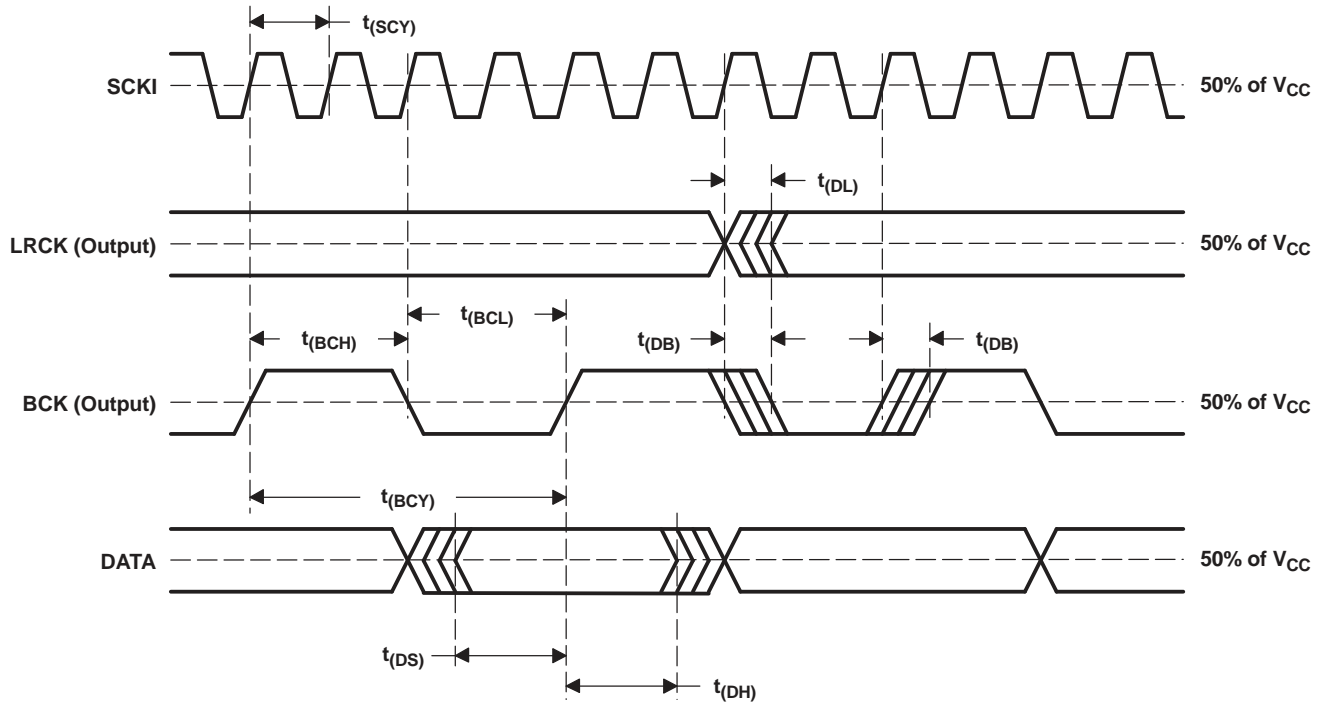 t(SCY)
SCKI
50% of VCC
t(DL)
LRCK (Output)
50% of VCC
t(BCL)
t(BCH)
t(DB)
t(DB)
BCK (Output)
50% of VCC
t(BCY)
DATA
50% of VCC
t(DS)
t(DH)